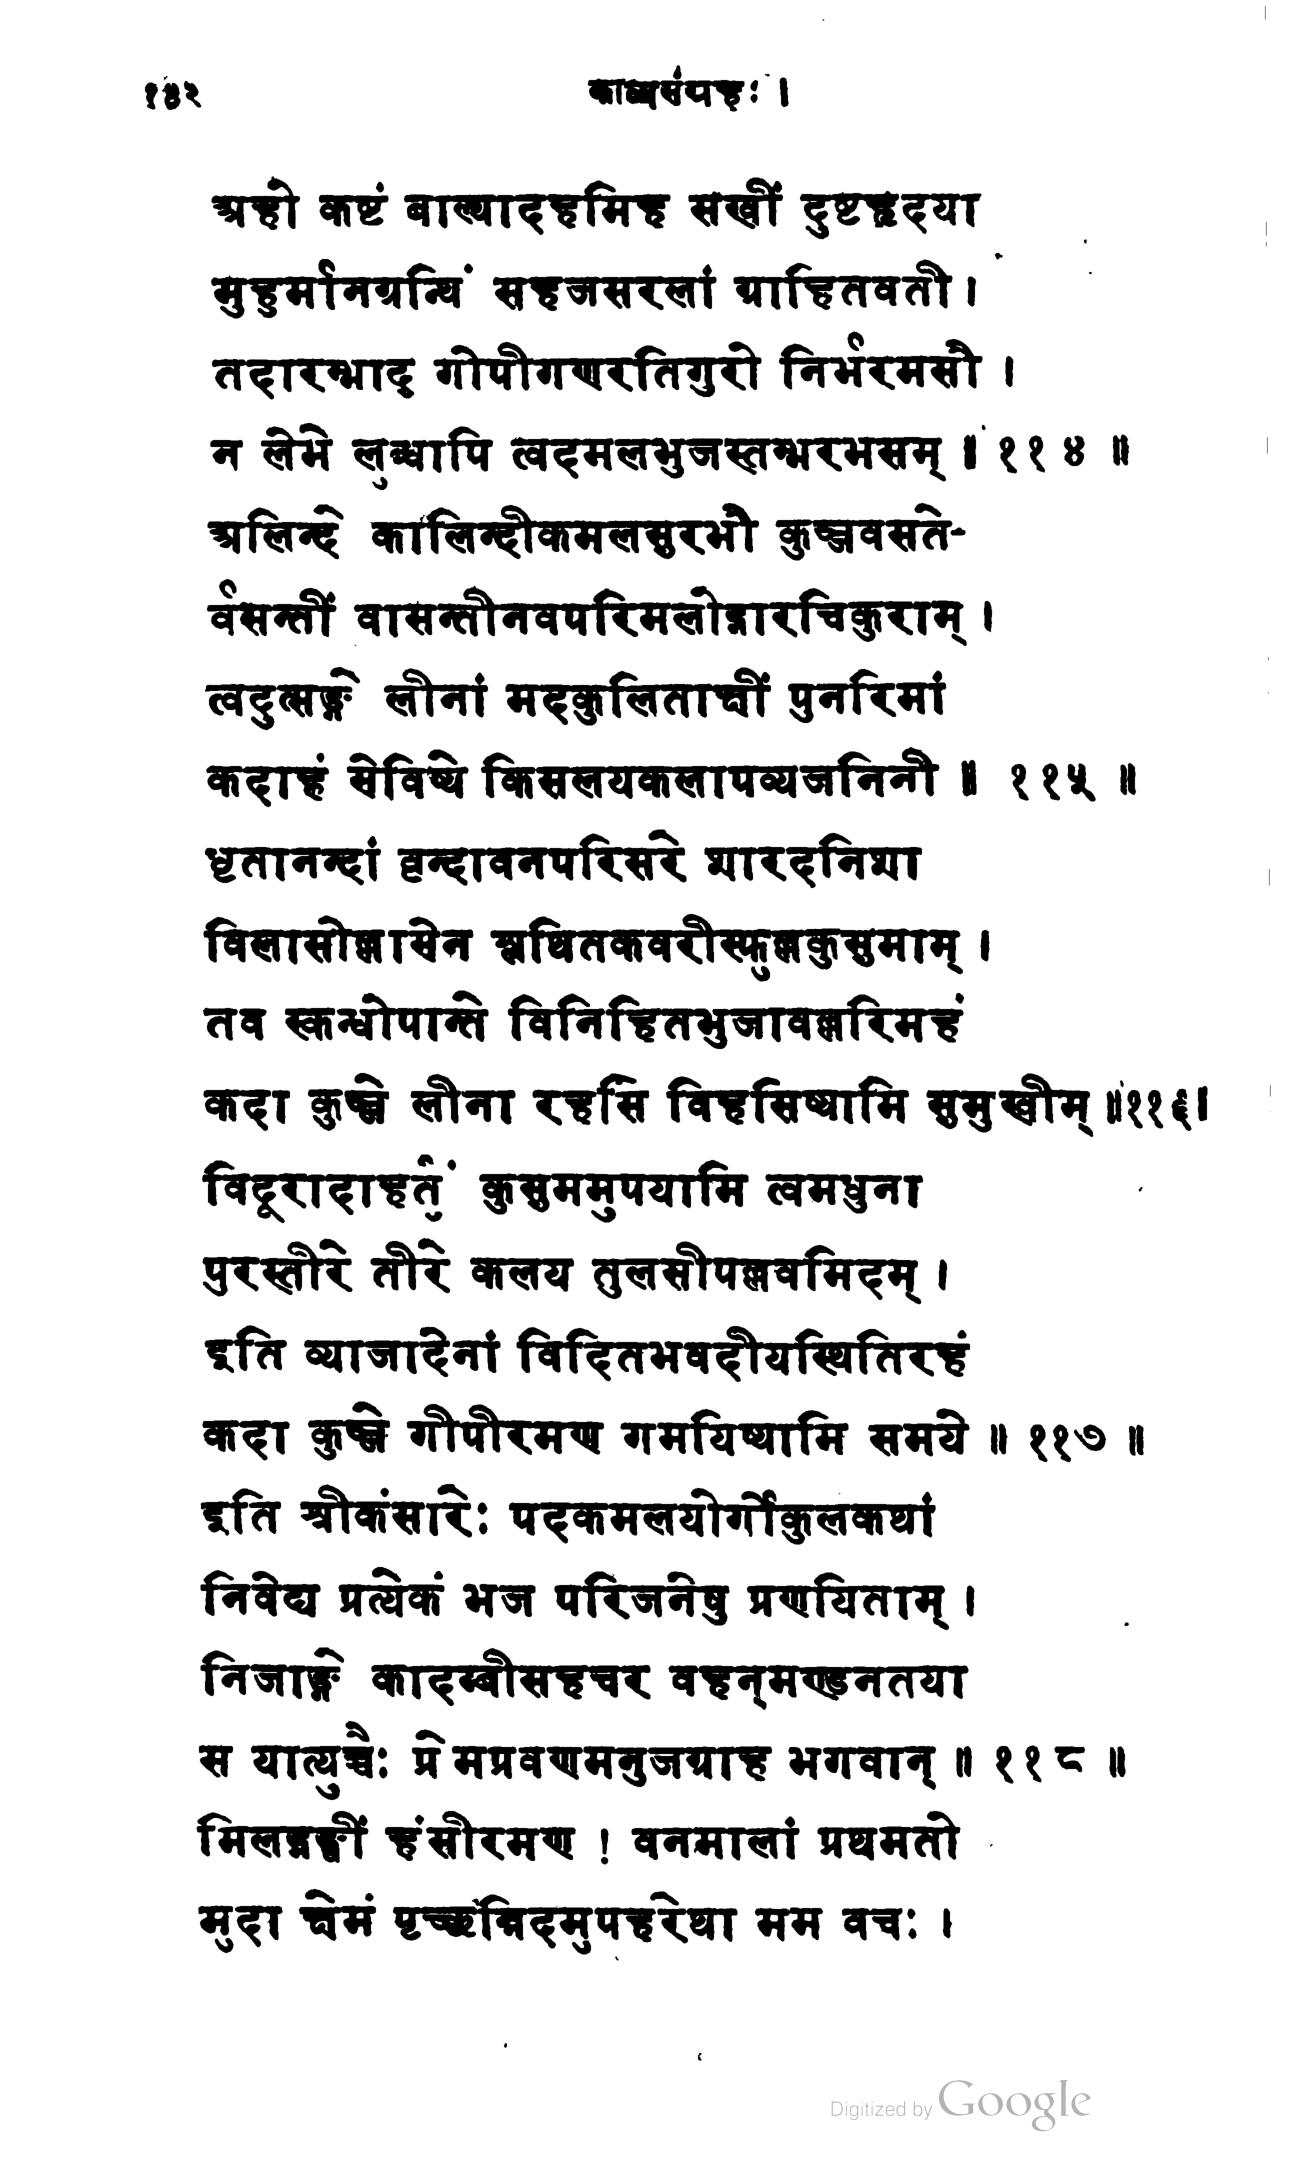 १४२ काव्यसंग्रहः ।
अहो कष्टं बाल्यादहमिह सखीं दुष्टहृदया
मुहुर्मानग्रन्थिं सहजसरलां ग्राहितवती ।
तदारम्भाद् गोपीगणरतिगुरो निर्भरमसौ ।
न लेभे लुब्धापि त्वदमलभुजस्तम्भरभसम् ॥ ११४ ॥
अलिन्दे कालिन्दीकमलसुरभौ कुञ्जवसते-
र्वसन्तीं वासन्तीनवपरिमलोद्गारचिकुराम् ।
त्वदुत्सङ्गे लीनां मदकुलिताक्षीं पुनरिमां
कदाहं सेविष्ये किसलयकलापव्यजनिनी ॥ ११५ ॥
धृतानन्दां वृन्दावनपरिसरे शारदनिशा
विलासोल्लासेन श्लथितकवरीस्फुल्लकुसुमाम् ।
तव स्कन्धोपान्ते विनिहितभुजावल्लरिमहं
कदा कुञ्जे लीना रहसि विहसिष्यामि सुमुखीम् ॥११६।
विदूरादाहर्तुं कुसुममुपयामि त्वमधुना
पुरस्तीरे तीरे कलय तुलसीपल्लवमिदम् ।
इति व्याजादेनां विदितभवदीयस्थितिरहं
कदा कुञ्जे गोपीरमण गमयिष्यामि समये ॥ ११७ ॥
इति श्रीकंसारेः पदकमलयोर्गोकुलकथां
निवेद्य प्रत्येकं भज परिजनेषु प्रणयिताम् ।
निजाङ्गे कादम्बीसहचर वहन्मण्डनतया
स यात्युच्चैः प्रेमप्रवणमनुजग्राह भगवान् ॥ ११८ ॥
मिलद्भृङ्गीं हंसीरमण ! वनमालां प्रथमतो
मुदा क्षेमं पृच्छन्निदमुपहरेथा मम वचः ।
Digitized by Google